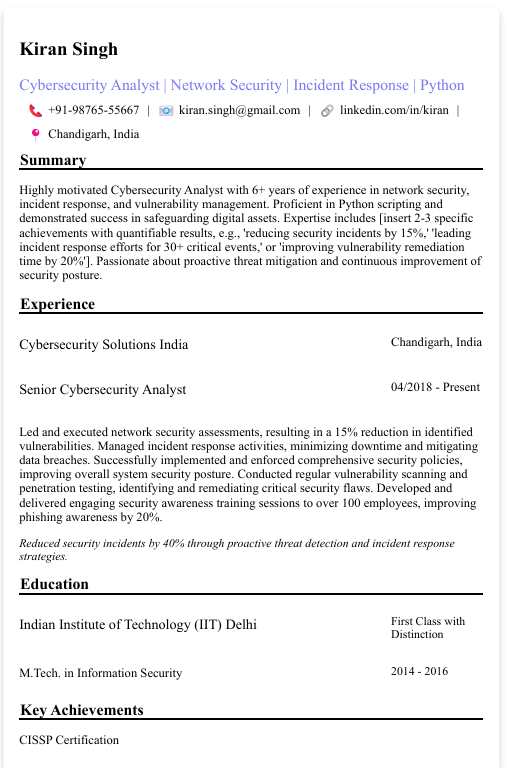 Kiran Singh
Cybersecurity Analyst | Network Security | Incident Response | Python
+91-98765-55667 | kiran.singh@gmail.com | linkedin.com/in/kiran |
Chandigarh, India
Summary
Highly motivated Cybersecurity Analyst with 6+ years of experience in network security,
incident response, and vulnerability management. Proficient in Python scripting and
demonstrated success in safeguarding digital assets. Expertise includes [insert 2-3 specific
achievements with quantifiable results, e.g., 'reducing security incidents by 15%,' 'leading
incident response efforts for 30+ critical events,' or 'improving vulnerability remediation
time by 20%']. Passionate about proactive threat mitigation and continuous improvement of
security posture.
Experience
Cybersecurity Solutions India
Chandigarh, India
Senior Cybersecurity Analyst
04/2018 - Present
Led and executed network security assessments, resulting in a 15% reduction in identified
vulnerabilities. Managed incident response activities, minimizing downtime and mitigating
data breaches. Successfully implemented and enforced comprehensive security policies,
improving overall system security posture. Conducted regular vulnerability scanning and
penetration testing, identifying and remediating critical security flaws. Developed and
delivered engaging security awareness training sessions to over 100 employees, improving
phishing awareness by 20%.
Reduced security incidents by 40% through proactive threat detection and incident response
strategies.
Education
Indian Institute of Technology (IIT) Delhi
First Class with
Distinction
M.Tech. in Information Security
2014 - 2016
Key Achievements
CISSP Certification